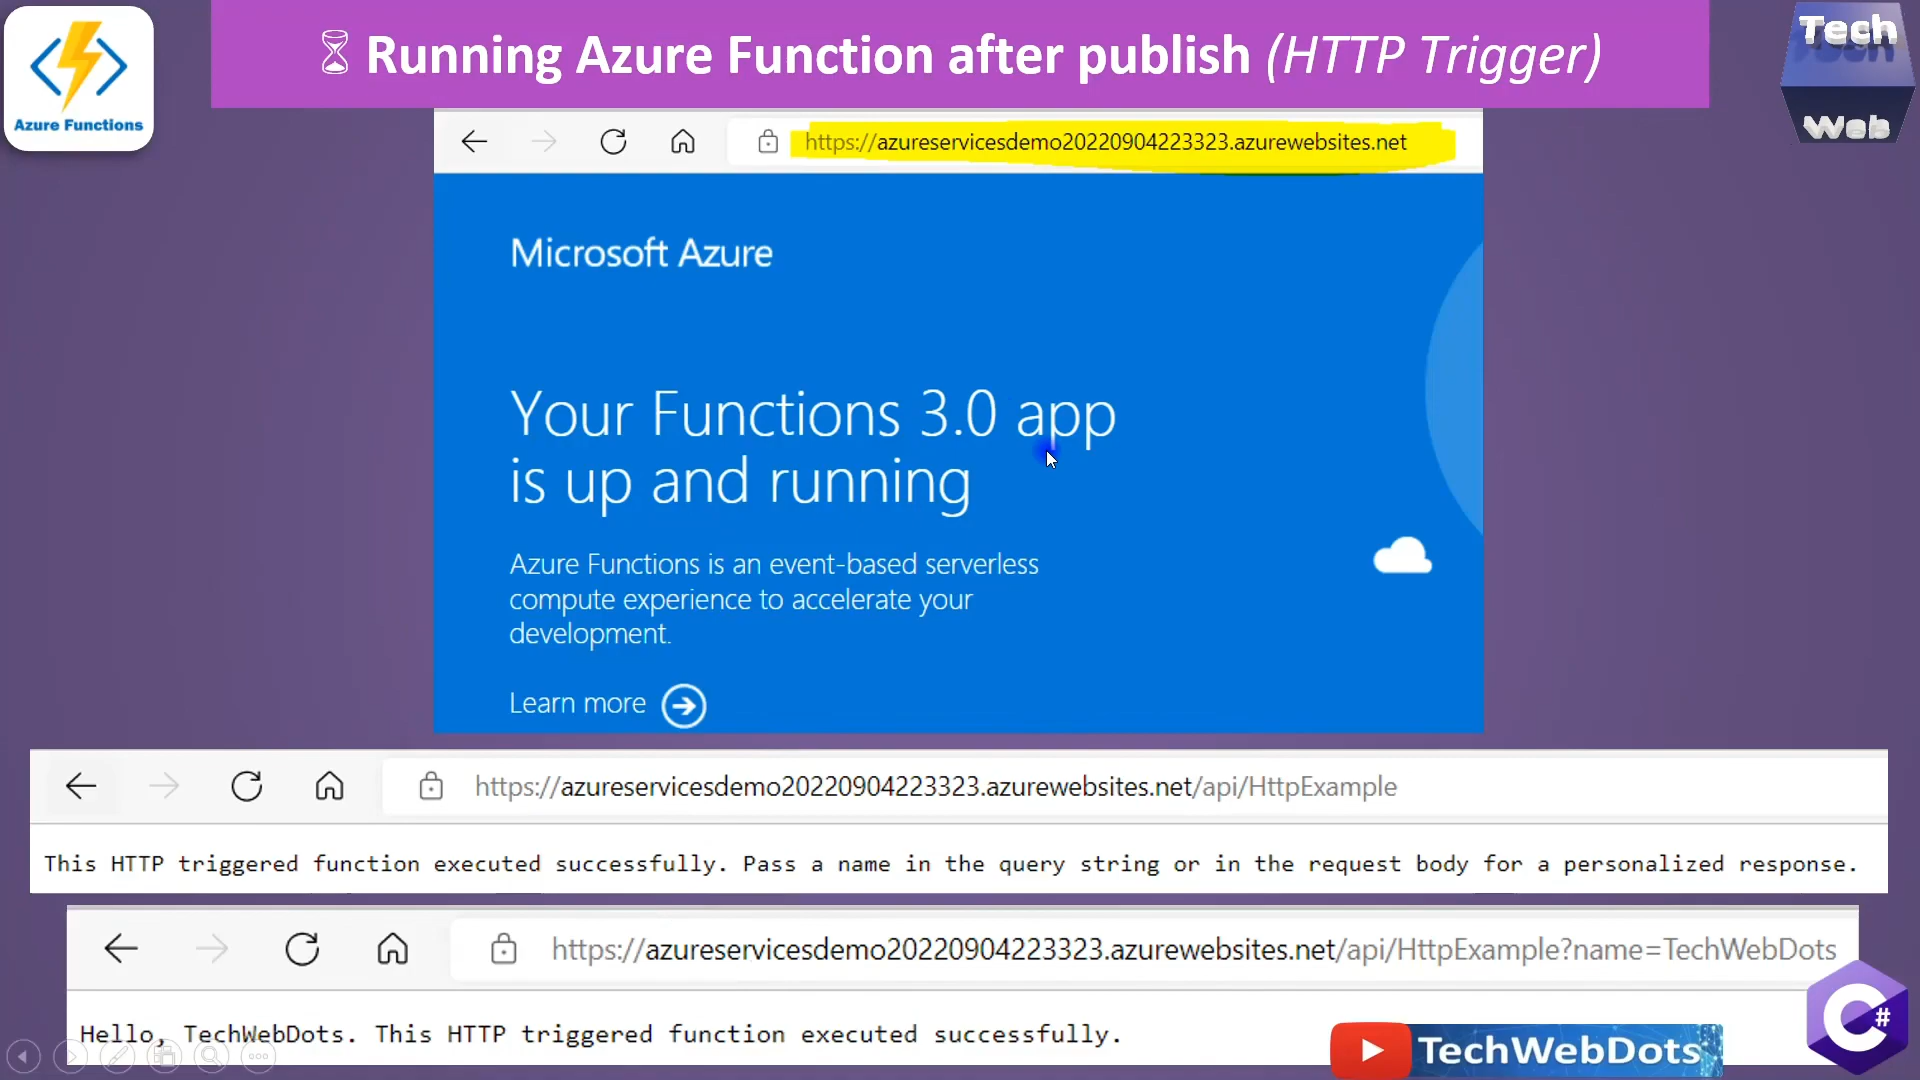 Azure Functions
Running Azure Function after publish (HTTP Trigger)
Tech
Web
https://azureservicesdemo20220904223323.azurewebsites.net
Microsoft Azure
Your Functions 3.0 app
is up and running
Azure Functions is an event-based serverless
compute experience to accelerate your
development.
Learn more
https://azureservicesdemo20220904223323.azurewebsites.net/api/HttpExample
This HTTP triggered function executed successfully. Pass a name in the query string or in the request body for a personalized response.
https://azureservicesdemo20220904223323.azurewebsites.net/api/HttpExample?name=TechWebDots
Hello, TechWebDots. This HTTP triggered function executed successfully.
TechWebDots
C#